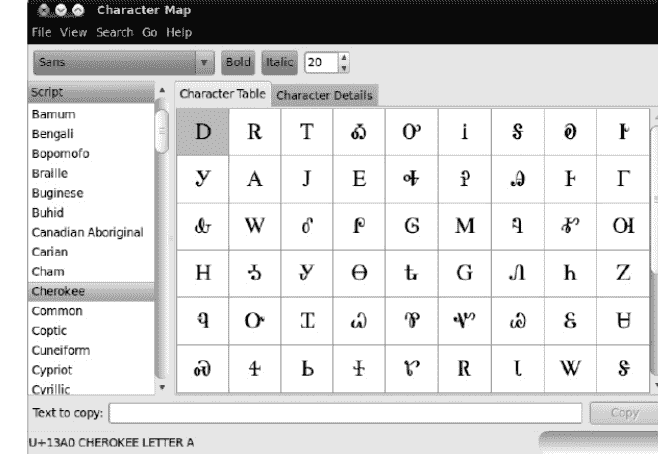 Character Map
File View Search Go Help
Sans Bold Italic 20
Script
Bamum
Bengali
Bopomofo
Braille
Buginese
Buhid
Canadian Aboriginal
Carian
Cham
Cherokee
Common
Coptic
Cuneiform
Cypriot
Cyrillic
Character Table Character Details
Ꭰ Ꭱ Ꭲ Ꭳ Ꭴ Ꭵ Ꭶ Ꭷ Ꭸ
Ꭹ Ꭺ Ꭻ Ꭼ Ꭽ Ꭾ Ꭿ Ꮀ Ꮁ
Ꮂ Ꮃ Ꮄ Ꮅ Ꮆ Ꮇ Ꮈ Ꮉ Ꮊ
Ꮋ Ꮌ Ꮍ Ꮎ Ꮏ Ꮐ Ꮑ Ꮒ Ꮓ
Ꮔ Ꮕ Ꮖ Ꮗ Ꮘ Ꮙ Ꮚ Ꮛ Ꮜ
Ꮝ Ꮞ Ꮟ Ꮠ Ꮡ Ꮢ Ꮣ Ꮤ Ꮥ
Text to copy: Copy
U+13A0 CHEROKEE LETTER A